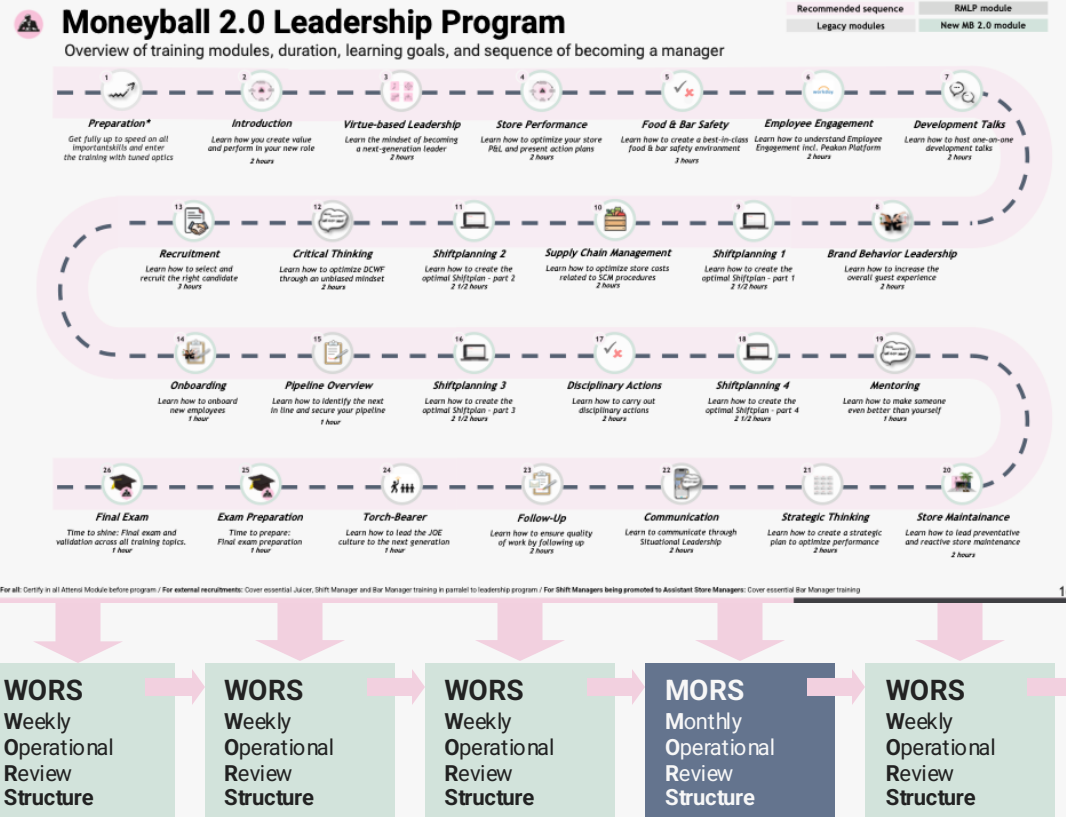 Moneyball 2.0 Leadership Program
Overview of training modules, duration, learning goals, and sequence of becoming a manager
Recommended sequence
RMLP module
Legacy modules
New MB 2.0 module
1
Preparation*
Get fully up to speed on all
importantskills and enter
the training with tuned optics
2
Introduction
Learn how you create value
and perform in your new role
2 hours
3
Virtue-based Leadership
Learn the mindset of becoming
a next-generation leader
2 hours
4
Store Performance
Learn how to optimize your store
P&L and present action plans
2 hours
5
Food & Bar Safety
Learn how to create a best-in-class
food & bar safety environment
3 hours
6
Employee Engagement
Learn how to understand Employee
Engagement incl. Peakon Platform
2 hours
7
Development Talks
Learn how to host one-on-one
development talks
2 hours
13
Recruitment
Learn how to select and
recruit the right candidate
3 hours
12
Critical Thinking
Learn how to optimize DCWF
through an unbiased mindset
2 hours
11
Shiftplanning 2
Learn how to create the
optimal Shiftplan - part 2
2 1/2 hours
10
Supply Chain Management
Learn how to optimize store costs
related to SCM procedures
2 hours
9
Shiftplanning 1
Learn how to create the
optimal Shiftplan - part 1
2 1/2 hours
8
Brand Behavior Leadership
Learn how to increase the
overall guest experience
2 hours
14
Onboarding
Learn how to onboard
new employees
1 hour
15
Pipeline Overview
Learn how to identify the next
in line and secure your pipeline
1 hour
16
Shiftplanning 3
Learn how to create the
optimal Shiftplan - part 3
2 1/2 hours
17
Disciplinary Actions
Learn how to carry out
disciplinary actions
2 hours
18
Shiftplanning 4
Learn how to create the
optimal Shiftplan - part 4
2 1/2 hours
19
Mentoring
Learn how to make someone
even better than yourself
1 hours
26
Final Exam
Time to shine: Final exam and
validation across all training topics.
1 hour
25
Exam Preparation
Time to prepare:
Final exam preparation
1 hour
24
Torch-Bearer
Learn how to lead the JOE
culture to the next generation
1 hour
23
Follow-Up
Learn how to ensure quality
of work by following up
2 hours
22
Communication
Learn to communicate through
Situational Leadership
2 hours
21
Strategic Thinking
Learn how to create a strategic
plan to optimize performance
2 hours
20
Store Maintainance
Learn how to lead preventative
and reactive store maintenance
2 hours
For all: Certify in all Attensi Module before program / For external recruitments: Cover essential Juicer, Shift Manager and Bar Manager training in parralel to leadership program / For Shift Managers being promoted to Assistant Store Managers: Cover essential Bar Manager training
WORS
Weekly
Operational
Review
Structure
WORS
Weekly
Operational
Review
Structure
WORS
Weekly
Operational
Review
Structure
MORS
Monthly
Operational
Review
Structure
WORS
Weekly
Operational
Review
Structure